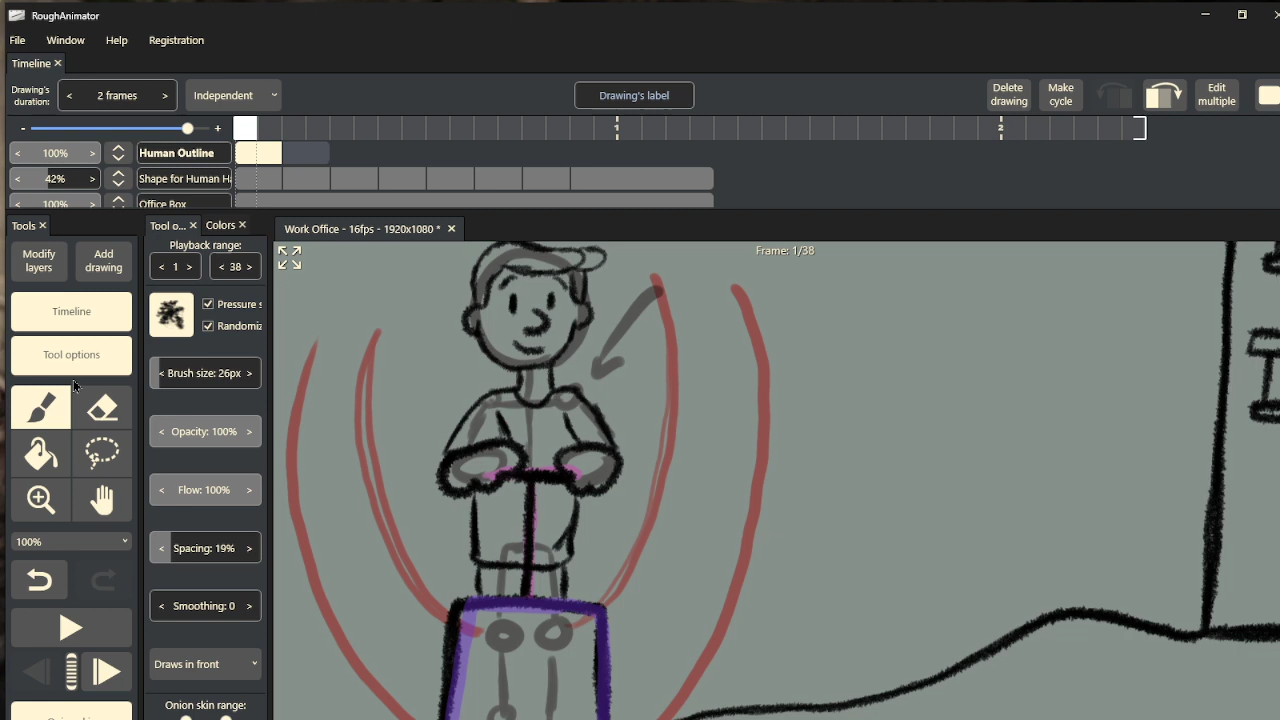 RoughAnimator
File Window Help Registration
Timeline
Drawing's duration:
< 2 frames >
Independent
Drawing's label
Delete drawing
Make cycle
Edit multiple
- +
1
2
< 100% >
Human Outline
< 42% >
Shape for Human H
< 100% >
Office Box
Tools
Tool o...
Colors
Work Office - 16fps - 1920x1080 *
Modify layers
Add drawing
Playback range:
< 1 >
< 38 >
Frame: 1/38
Timeline
Pressure s
Randomiz
Tool options
< Brush size: 26px >
< Opacity: 100% >
< Flow: 100% >
100%
< Spacing: 19% >
< Smoothing: 0 >
Draws in front
Onion skin range: